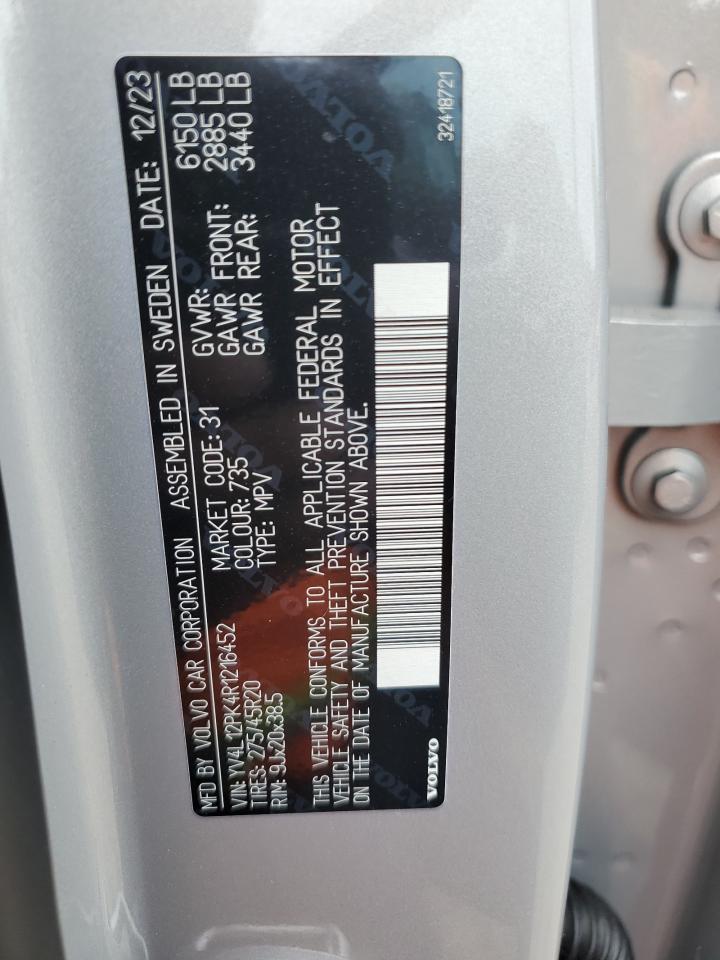 MFD BY VOLVO CAR CORPORATION ASSEMBLED IN SWEDEN DATE: 12/23
VIN: YV4L12PK4R1216452 MARKET CODE: 31 GVWR: 6150 LB
TIRES: 275/45R20 COLOUR: 735 GAWR FRONT: 2885 LB
RIM: 9Jx20x38.5 TYPE: MPV GAWR REAR: 3440 LB
THIS VEHICLE CONFORMS TO ALL APPLICABLE FEDERAL MOTOR
VEHICLE SAFETY AND THEFT PREVENTION STANDARDS IN EFFECT
ON THE DATE OF MANUFACTURE SHOWN ABOVE.
VOLVO 32418721